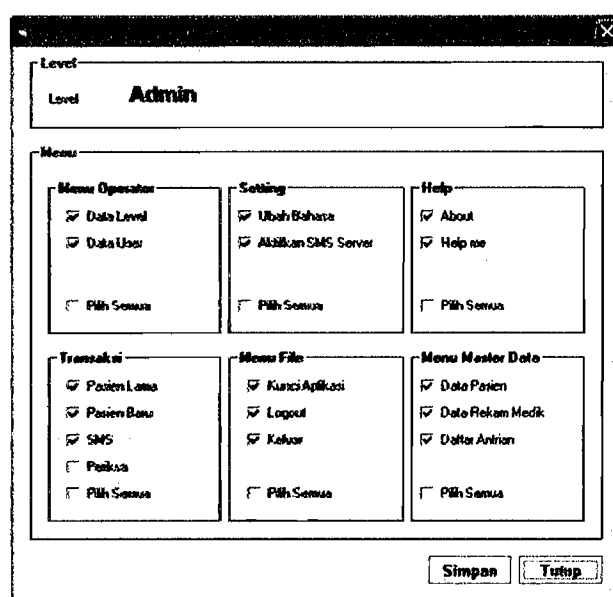 Level
Level Admin
Menu
Menu Operator
Data Level
Data User
Pilih Semua
Setting
Ubah Bahasa
Aktifkan SMS Server
Pilih Semua
Help
About
Help me
Pilih Semua
Transaksi
Pasien Lama
Pasien Baru
SMS
Periksa
Pilih Semua
Menu File
Kunci Aplikasi
Logout
Keluar
Pilih Semua
Menu Master Data
Data Pasien
Data Rekam Medik
Daftar Antrian
Pilih Semua
Simpan Tutup